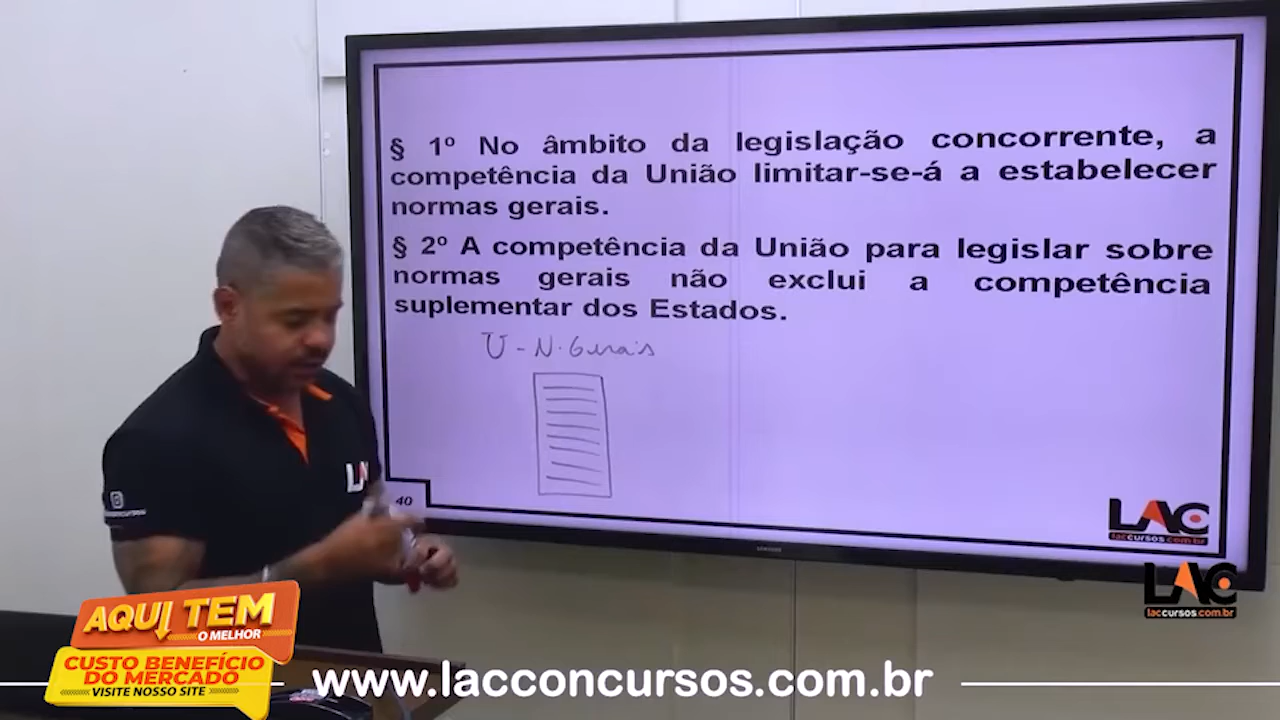 § 1º No âmbito da legislação concorrente, a
competência da União limitar-se-á a estabelecer
normas gerais.
§ 2º A competência da União para legislar sobre
normas gerais não exclui a competência
suplementar dos Estados.
U - N. Gerais
40
LAC
laccursos.com.br
LAC
LAC
laccursos.com.br
AQUI TEM
O MELHOR
CUSTO BENEFÍCIO
DO MERCADO
VISITE NOSSO SITE
www.lacconcursos.com.br